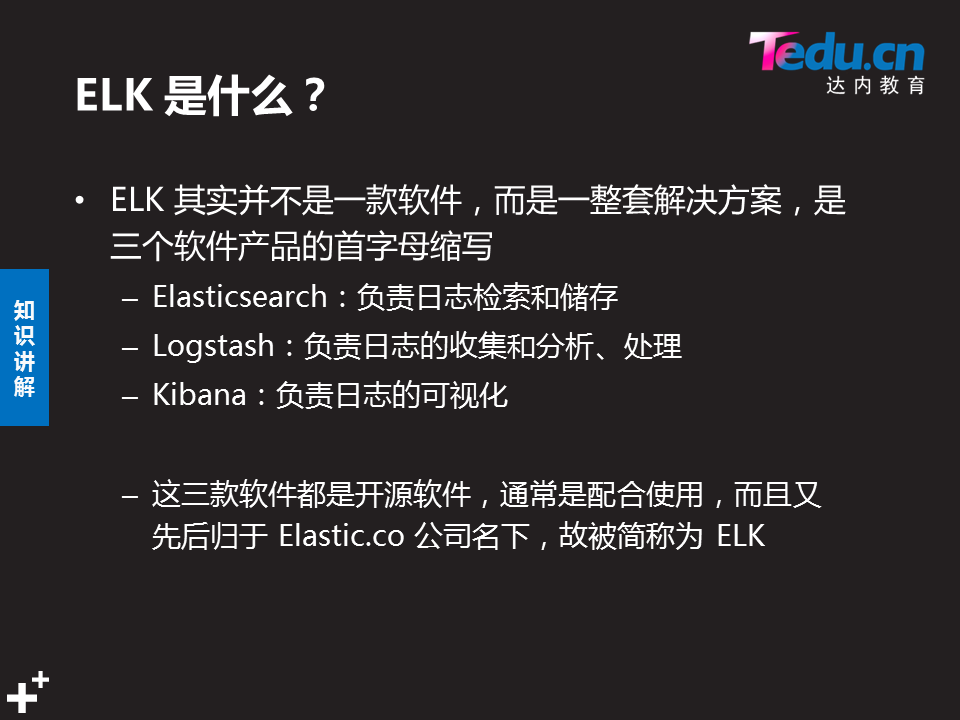 Tedu.cn
达内教育
ELK 是什么？
• ELK 其实并不是一款软件，而是一整套解决方案，是
三个软件产品的首字母缩写
– Elasticsearch：负责日志检索和储存
– Logstash：负责日志的收集和分析、处理
– Kibana：负责日志的可视化
– 这三款软件都是开源软件，通常是配合使用，而且又
先后归于 Elastic.co 公司名下，故被简称为 ELK
知
识
讲
解